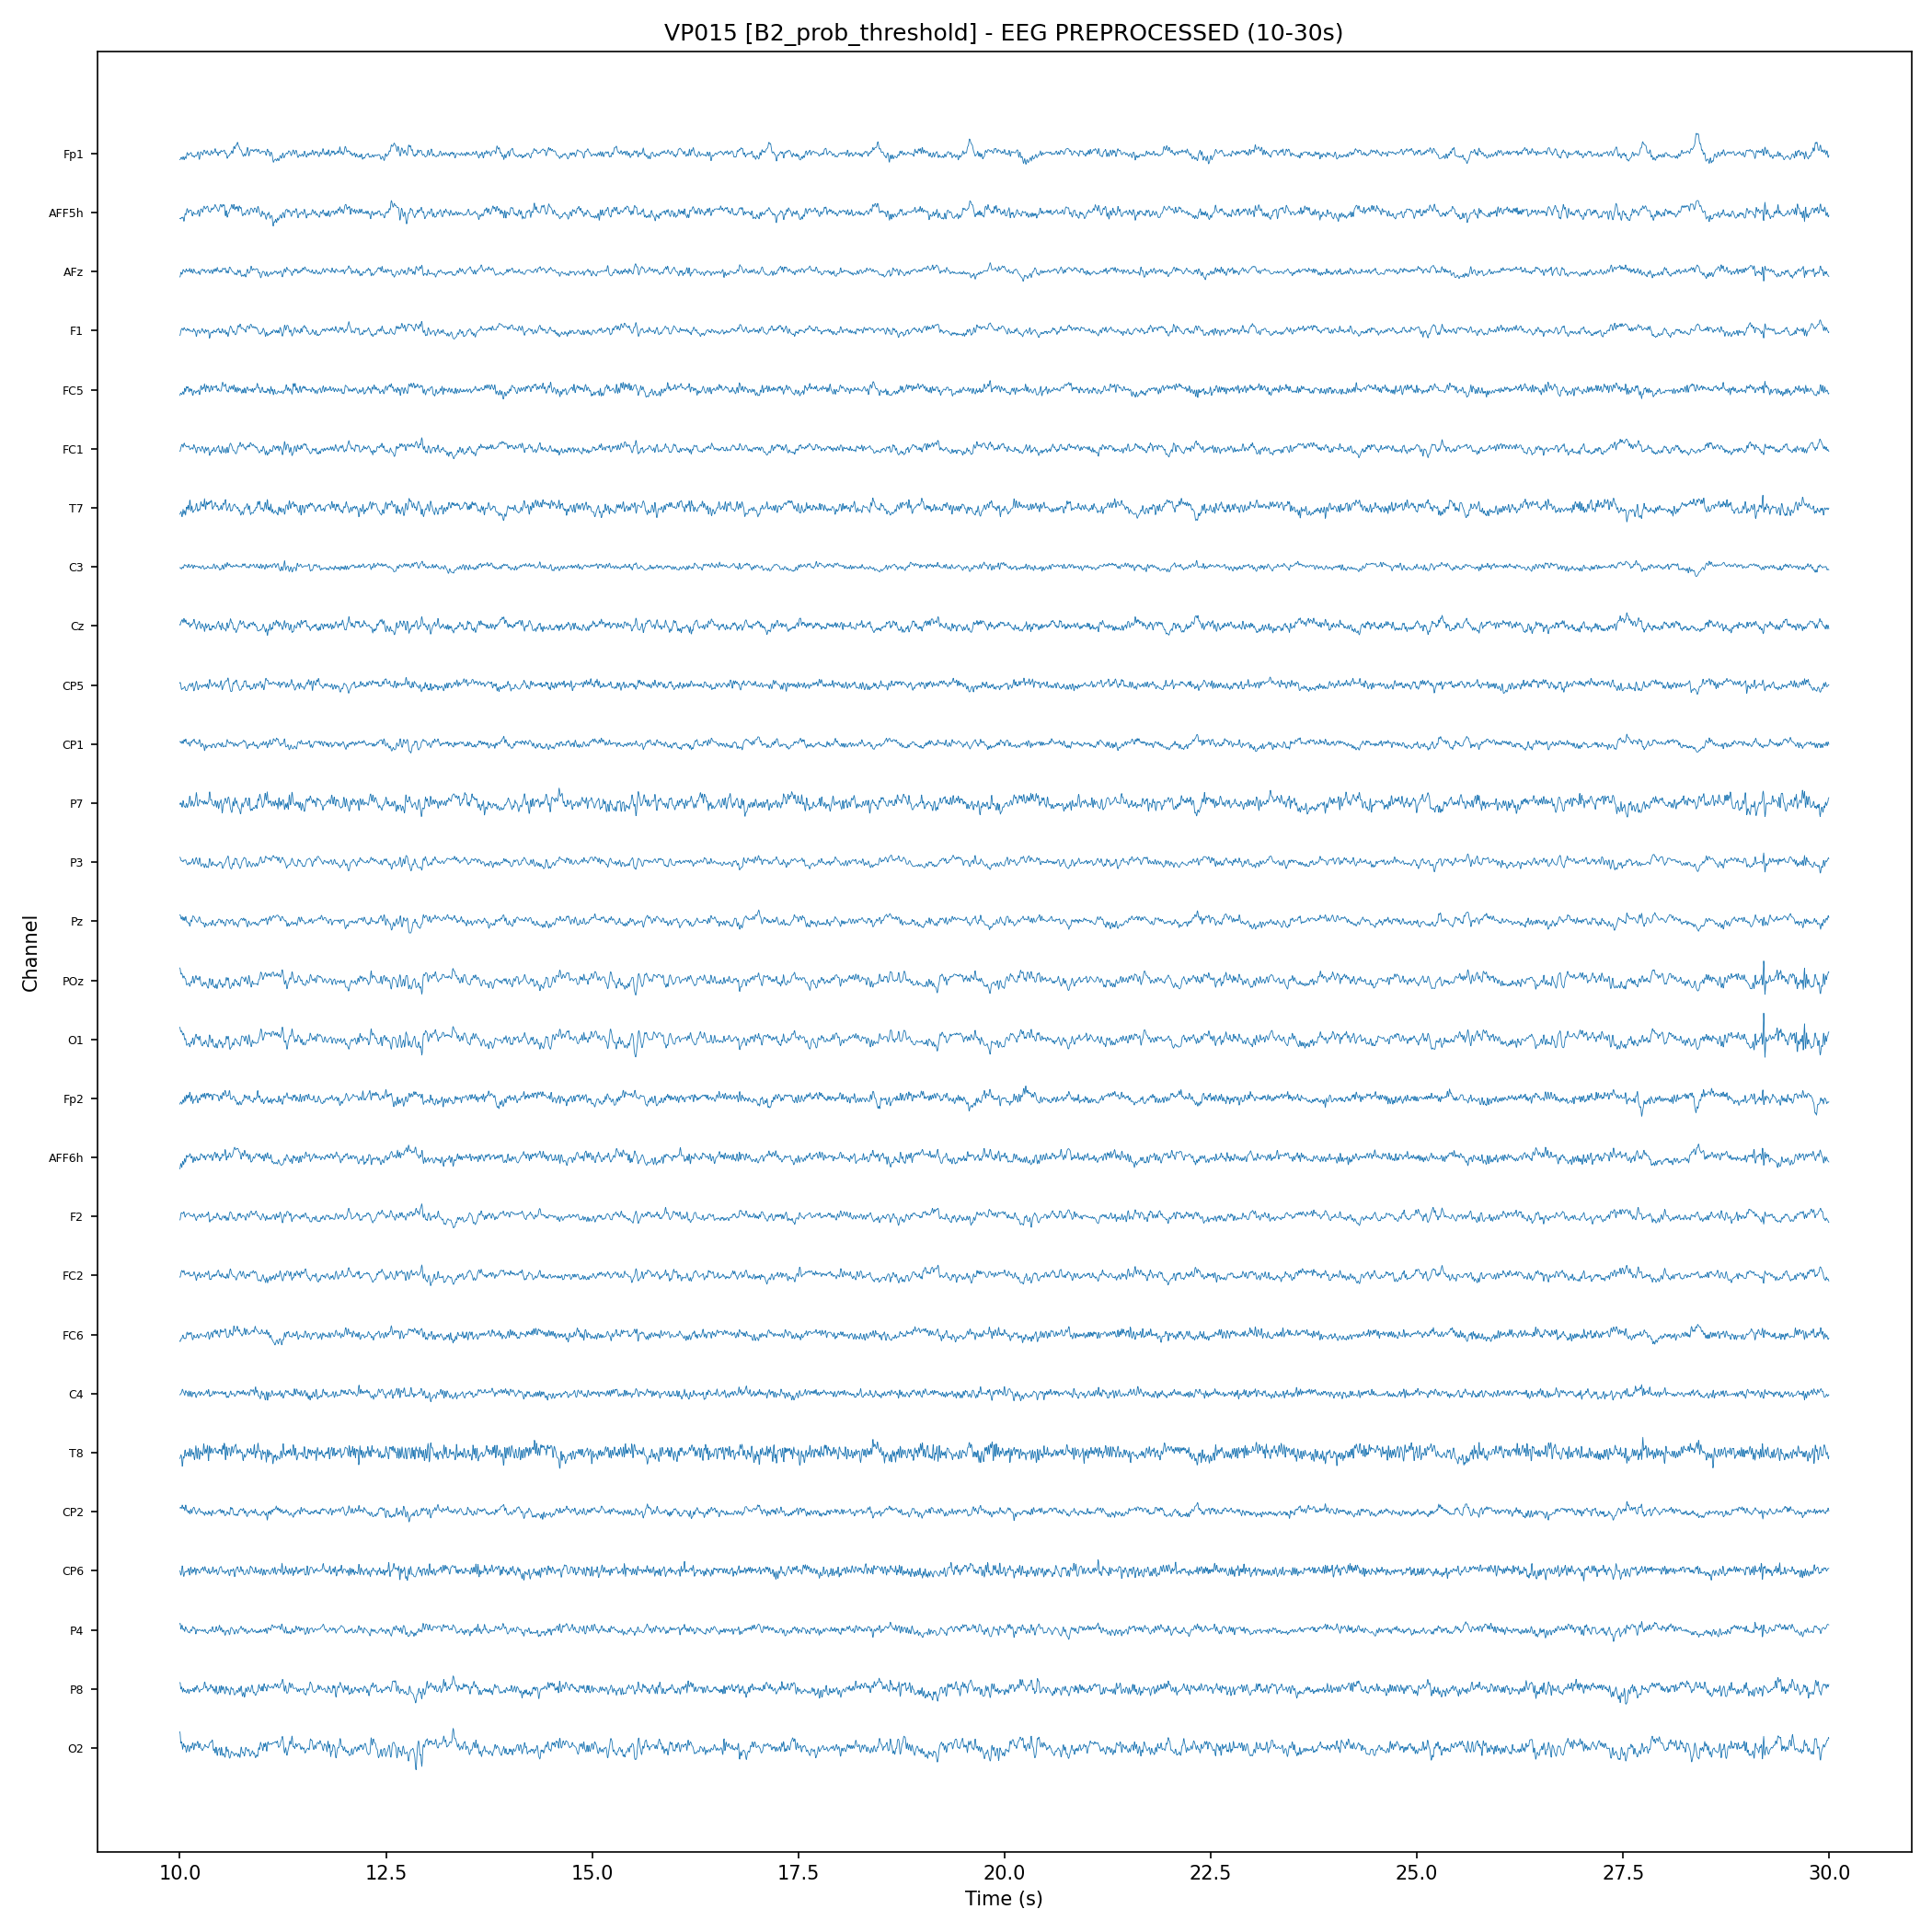 VP015 [B2_prob_threshold] - EEG PREPROCESSED (10-30s)
Fp1
AFF5h
AFz
F1
FC5
FC1
T7
C3
Cz
CP5
CP1
P7
P3
Pz
POz
O1
Fp2
AFF6h
F2
FC2
FC6
C4
T8
CP2
CP6
P4
P8
O2
Channel
10.0 12.5 15.0 17.5 20.0 22.5 25.0 27.5 30.0
Time (s)